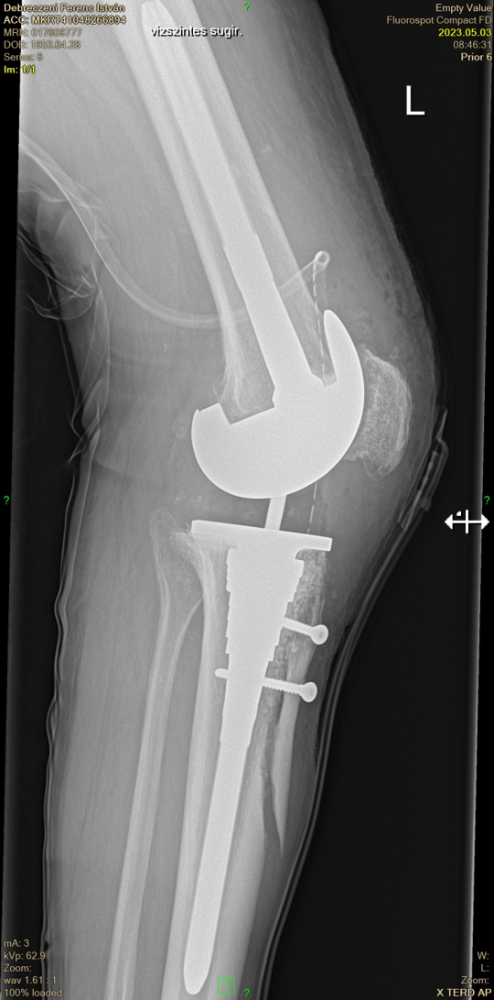 Debreczeni Ferenc István
ACC: MKRT41048266894
MRN: 017809777
DOB: 1953.04.28
Series: 6
Im: 1/1
vizszintes sugir.
Empty Value
Fluorospot Compact FD
2023.05.03
08:46:31
Prior 6
L
?
?
?
?
mA: 3
kVp: 62.9
Zoom:
wav 1.61 : 1
100% loaded
W:
L:
Zoom:
X TERD AP